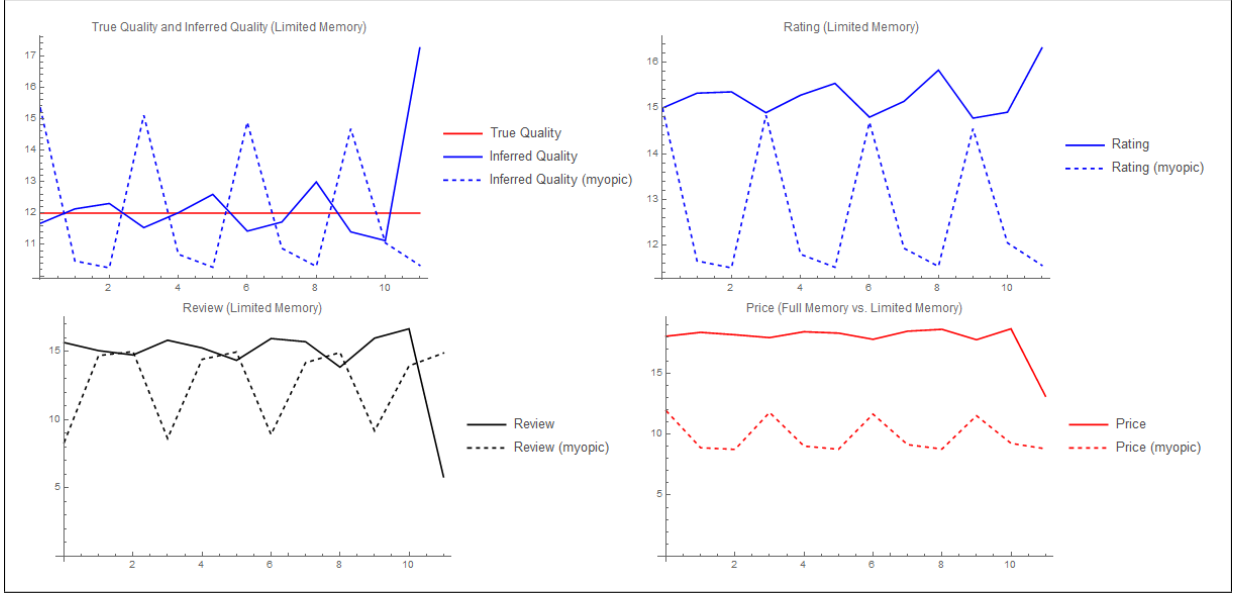 True Quality and Inferred Quality (Limited Memory)
17
16
15
14
13
12
11
2
4
6
8
10
True Quality
Inferred Quality
Inferred Quality (myopic)
Rating (Limited Memory)
16
15
14
13
12
2
4
6
8
10
Rating
Rating (myopic)
Review (Limited Memory)
15
10
5
2
4
6
8
10
Review
Review (myopic)
Price (Full Memory vs. Limited Memory)
15
10
5
2
4
6
8
10
Price
Price (myopic)